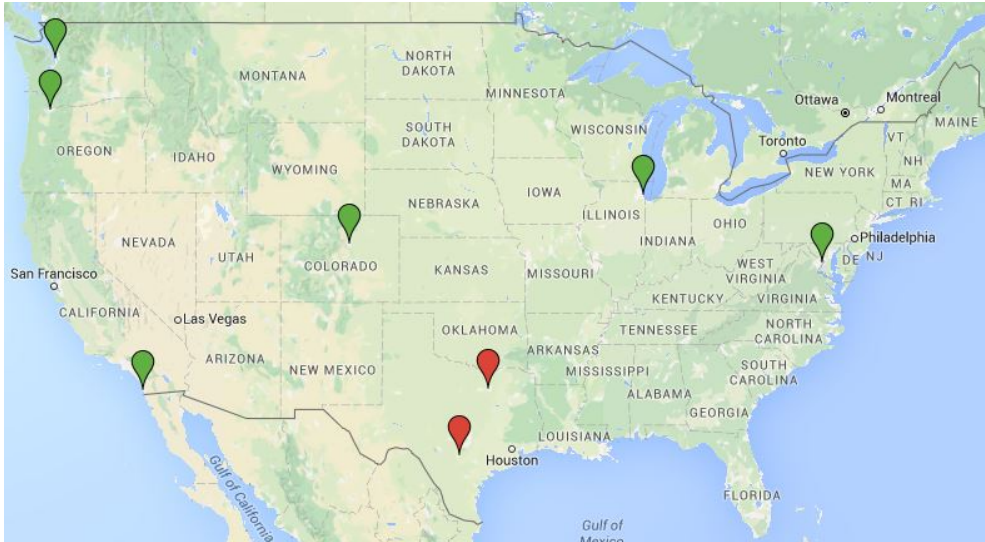 NORTH
DAKOTA
MONTANA
MINNESOTA
Ottawa
Montreal
MAINE
SOUTH
DAKOTA
WISCONSIN
Toronto
VT
OREGON
IDAHO
WYOMING
NEW YORK
NH
MA
CT RI
IOWA
NEBRASKA
ILLINOIS
OHIO
INDIANA
Philadelphia
NEVADA
UTAH
COLORADO
KANSAS
MISSOURI
WEST
VIRGINIA
DE
NJ
San Francisco
CALIFORNIA
Las Vegas
KENTUCKY
VIRGINIA
OKLAHOMA
TENNESSEE
NORTH
CAROLINA
ARIZONA
NEW MEXICO
ARKANSAS
MISSISSIPPI
SOUTH
CAROLINA
ALABAMA
GEORGIA
LOUISIANA
Houston
Gulf of California
FLORIDA
Gulf of
Mexico